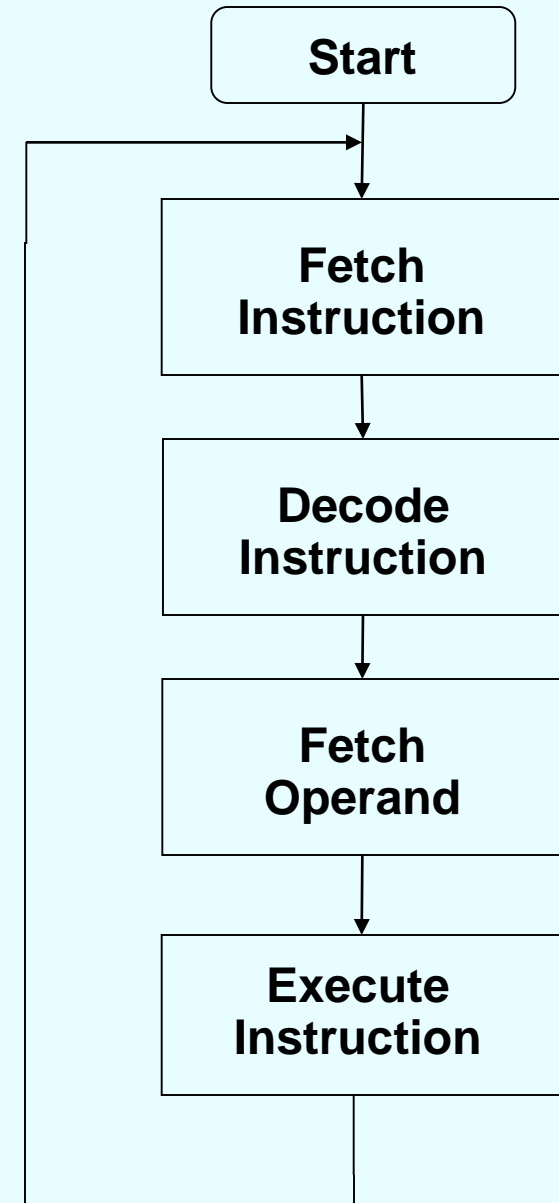 Start
Fetch
Instruction
Decode
Instruction
Fetch
Operand
Execute
Instruction